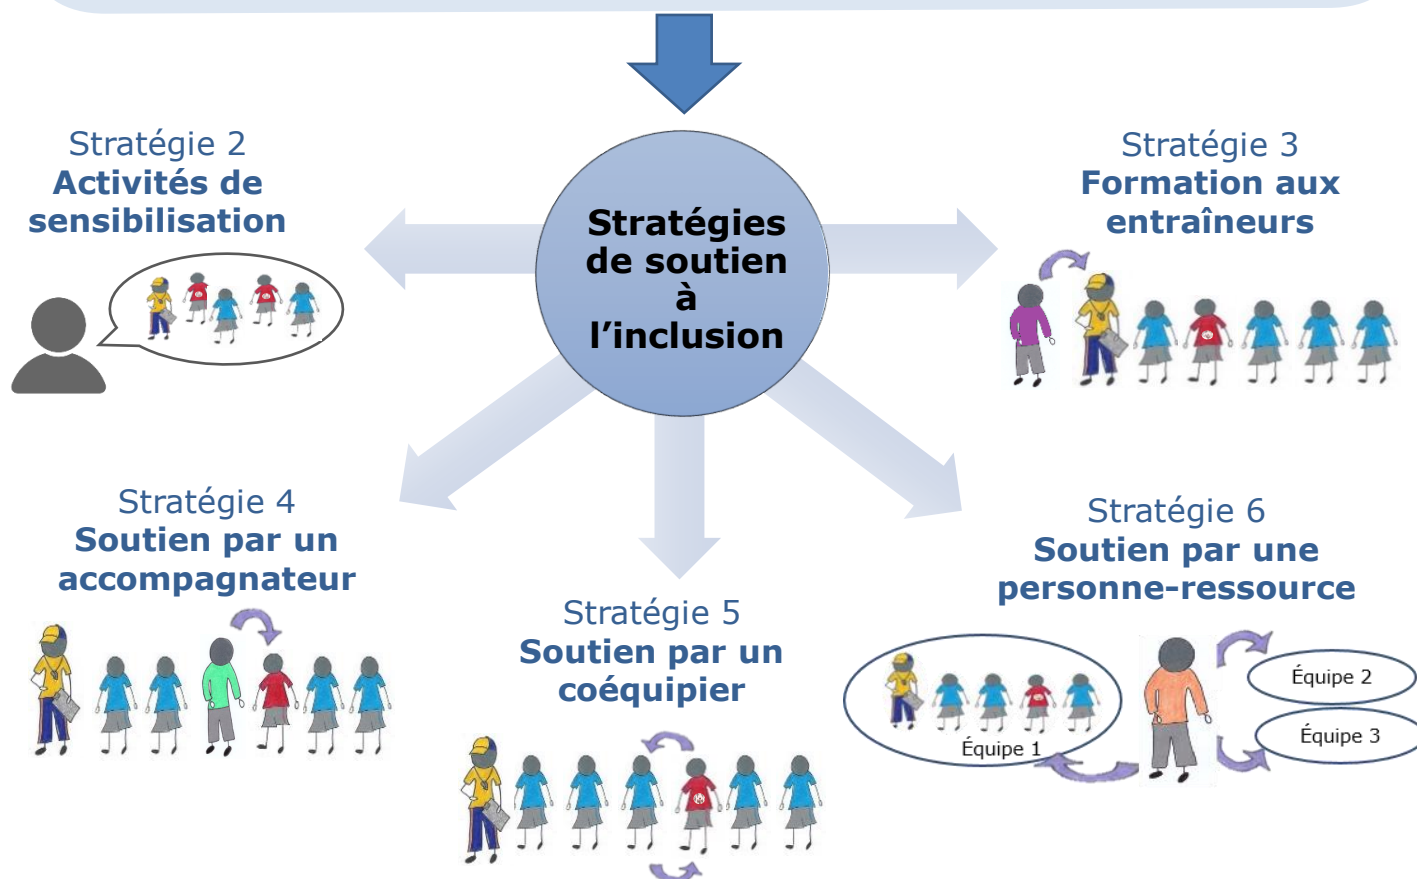 Stratégie 2
Activités de
sensibilisation
Stratégies
de soutien
à
l'inclusion
Stratégie 3
Formation aux
entraîneurs
Stratégie 4
Soutien par un
accompagnateur
Stratégie 5
Soutien par un
coéquipier
Stratégie 6
Soutien par une
personne-ressource
Équipe 1
Équipe 2
Équipe 3